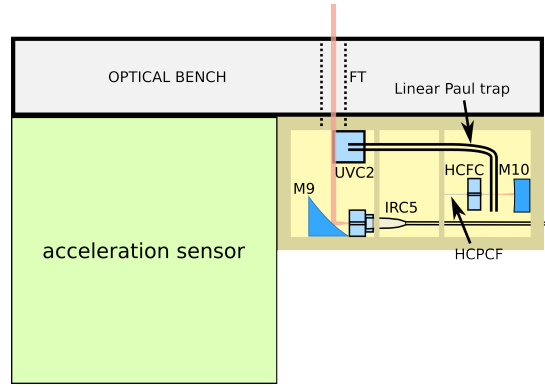 OPTICAL BENCH
FT
Linear Paul trap
UVC2
HCFC
M10
M9
IRC5
acceleration sensor
HCPCF